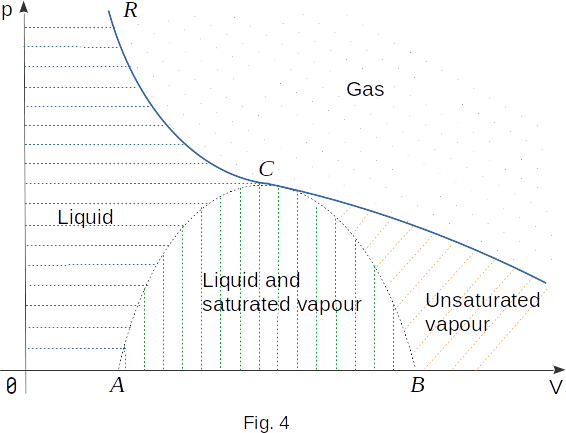 p
R
Gas
C
Liquid
Liquid and
saturated vapour
Unsaturated
vapour
0
A
B
V
Fig. 4